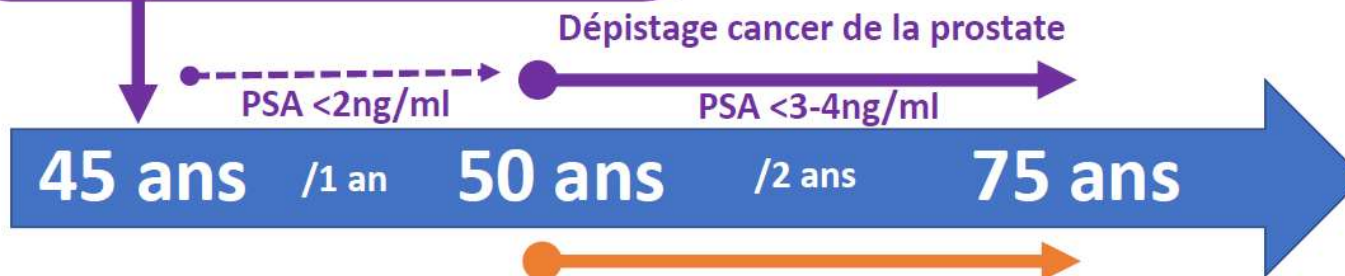 Dépistage cancer de la prostate
PSA <2ng/ml
PSA <3-4ng/ml
45 ans /1 an 50 ans /2 ans 75 ans